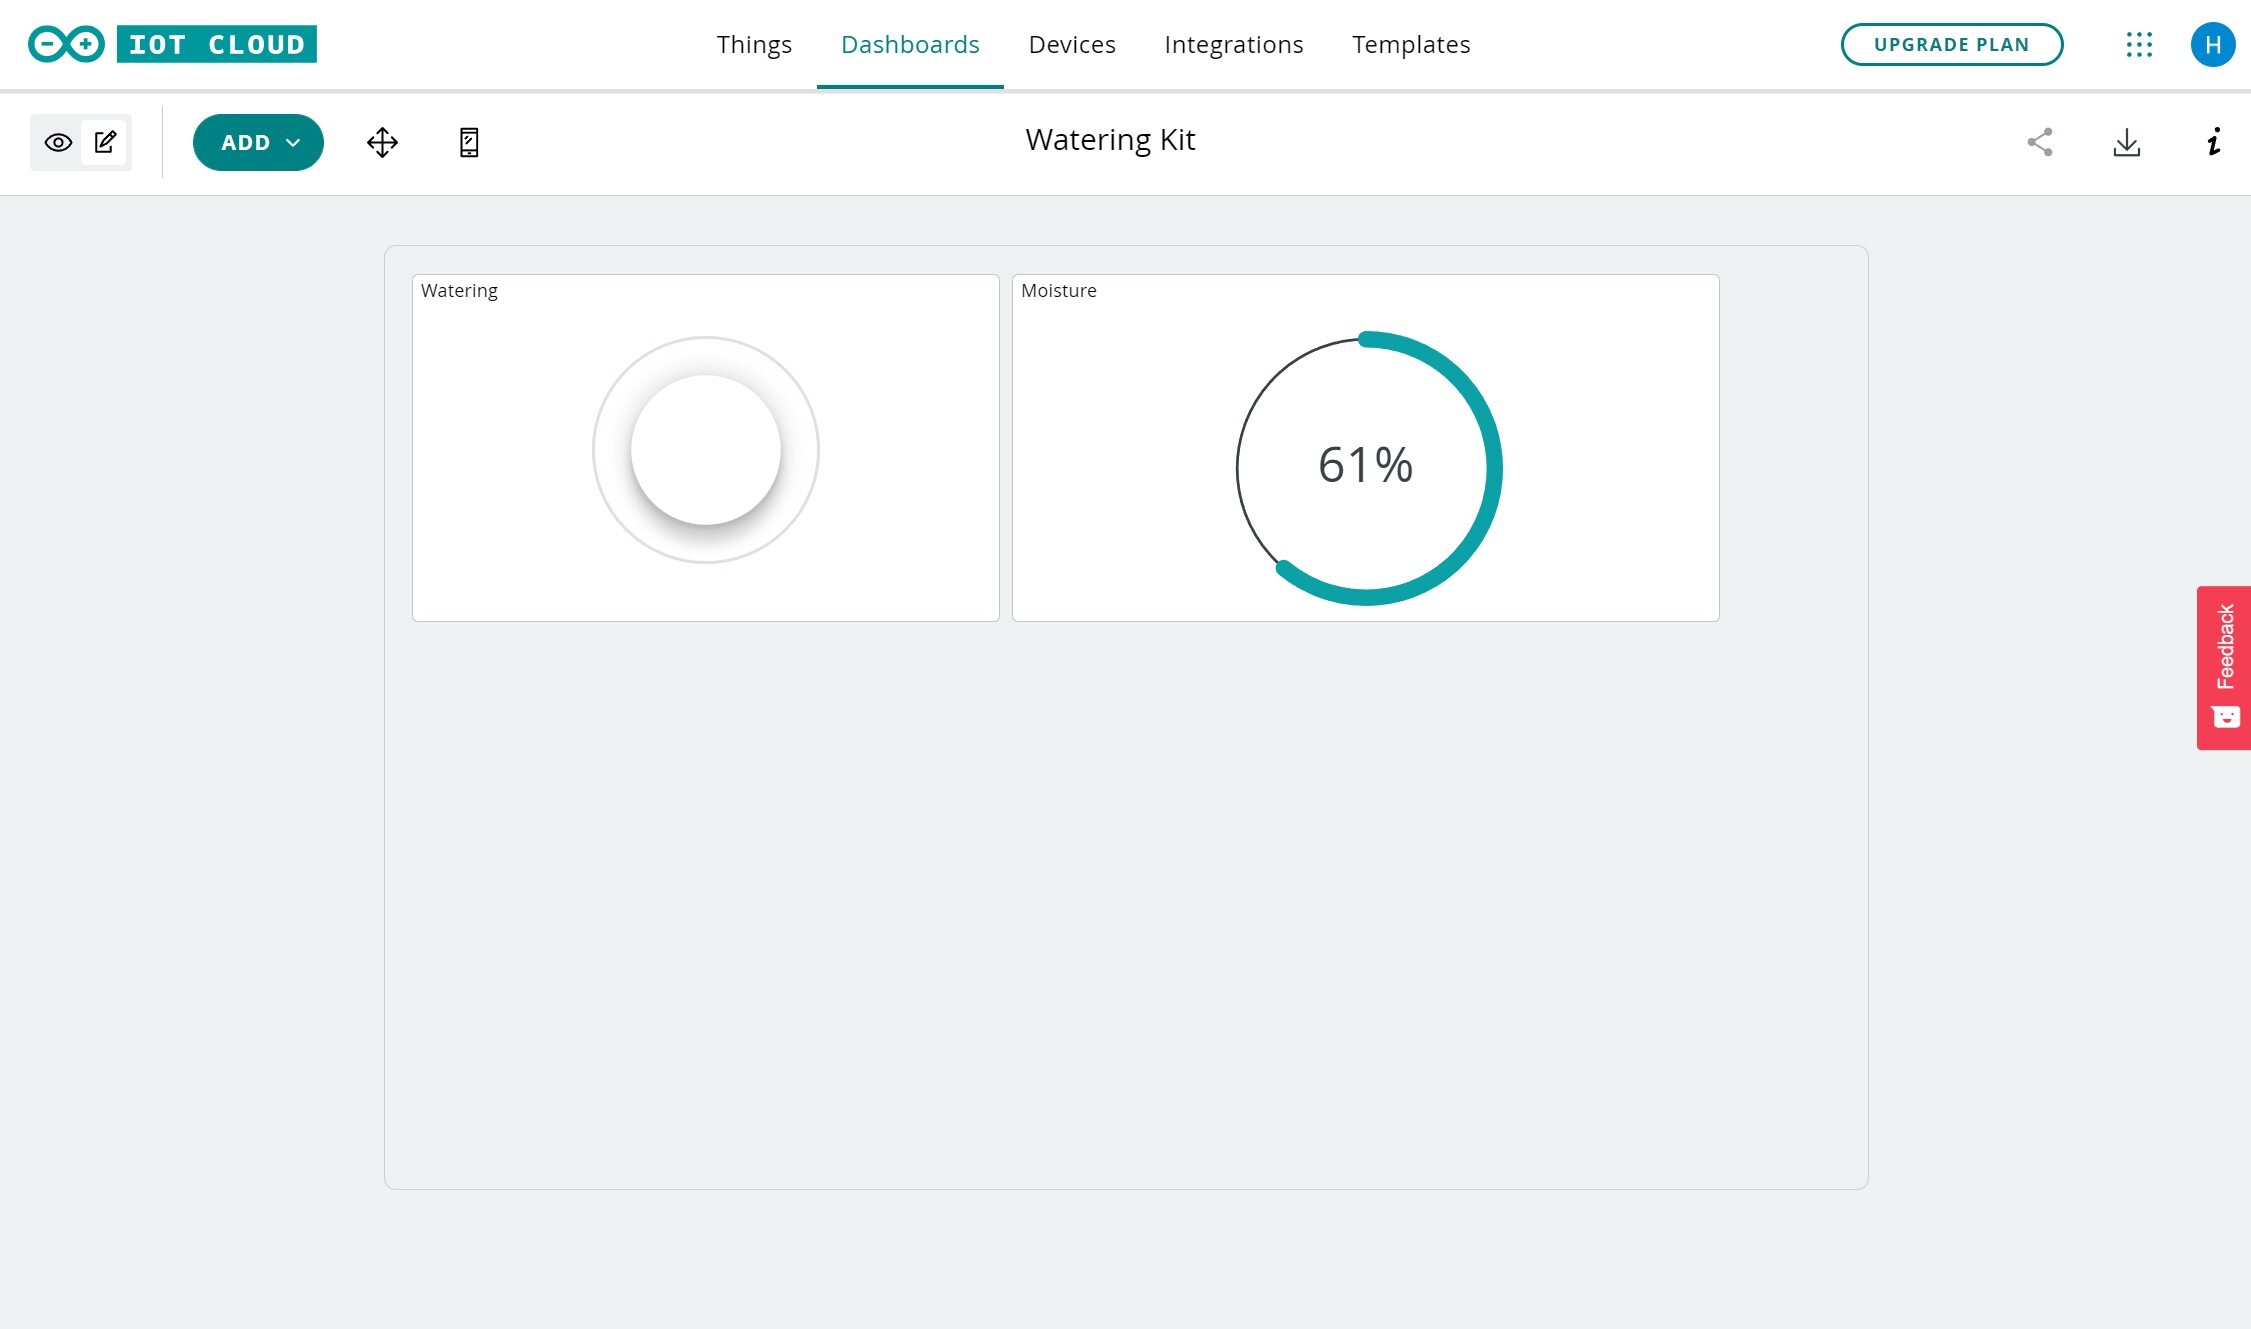 IOT CLOUD
Things
Dashboards
Devices
Integrations
Templates
UPGRADE PLAN
H
ADD
Watering Kit
i
Watering
Moisture
61%
Feedback